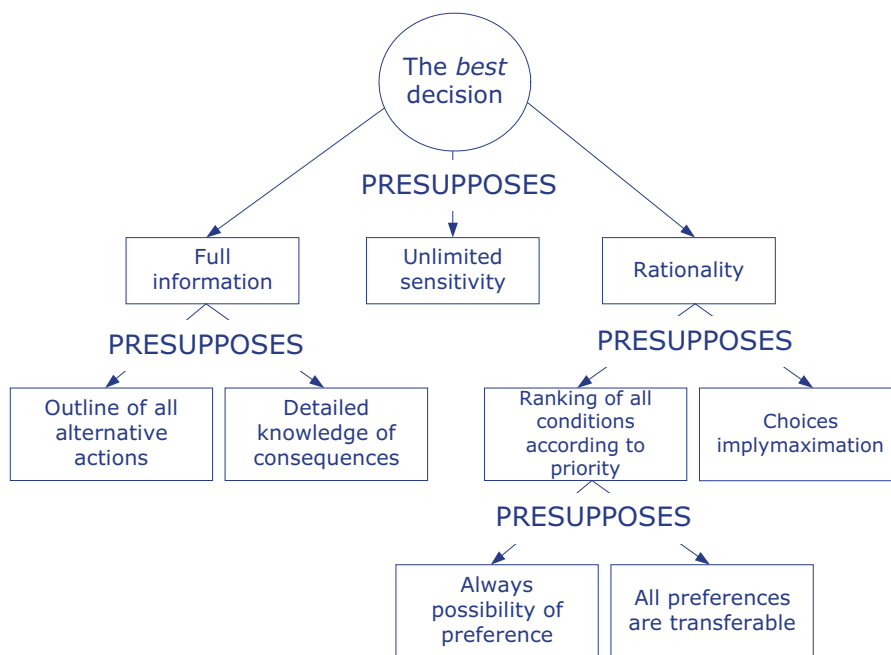 The best
decision
PRESUPPOSES
Full
information
Unlimited
sensitivity
Rationality
PRESUPPOSES
PRESUPPOSES
Outline of all
alternative
actions
Detailed
knowledge of
consequences
Ranking of all
conditions
according to
priority
Choices
implymaximation
PRESUPPOSES
Always
possibility of
preference
All preferences
are transferable